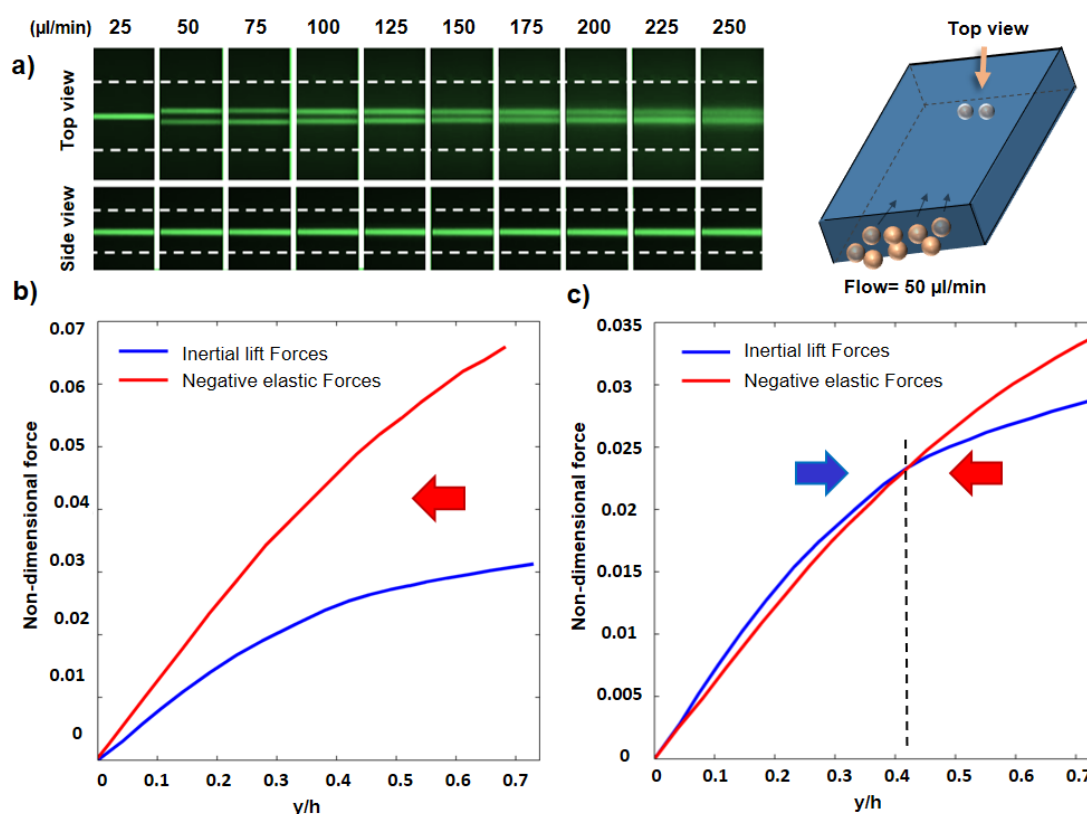 (µl/min) 25 50 75 100 125 150 175 200 225 250
a)
Top view
Side view
Top view
Flow= 50 µl/min
b)
0.07
0.06
0.05
0.04
0.03
0.02
0.01
0
Non-dimensional force
Inertial lift Forces
Negative elastic Forces
0 0.1 0.2 0.3 0.4 0.5 0.6 0.7
y/h
c)
0.035
0.03
0.025
0.02
0.015
0.01
0.005
0
Non-dimensional force
Inertial lift Forces
Negative elastic Forces
0 0.1 0.2 0.3 0.4 0.5 0.6 0.7
y/h